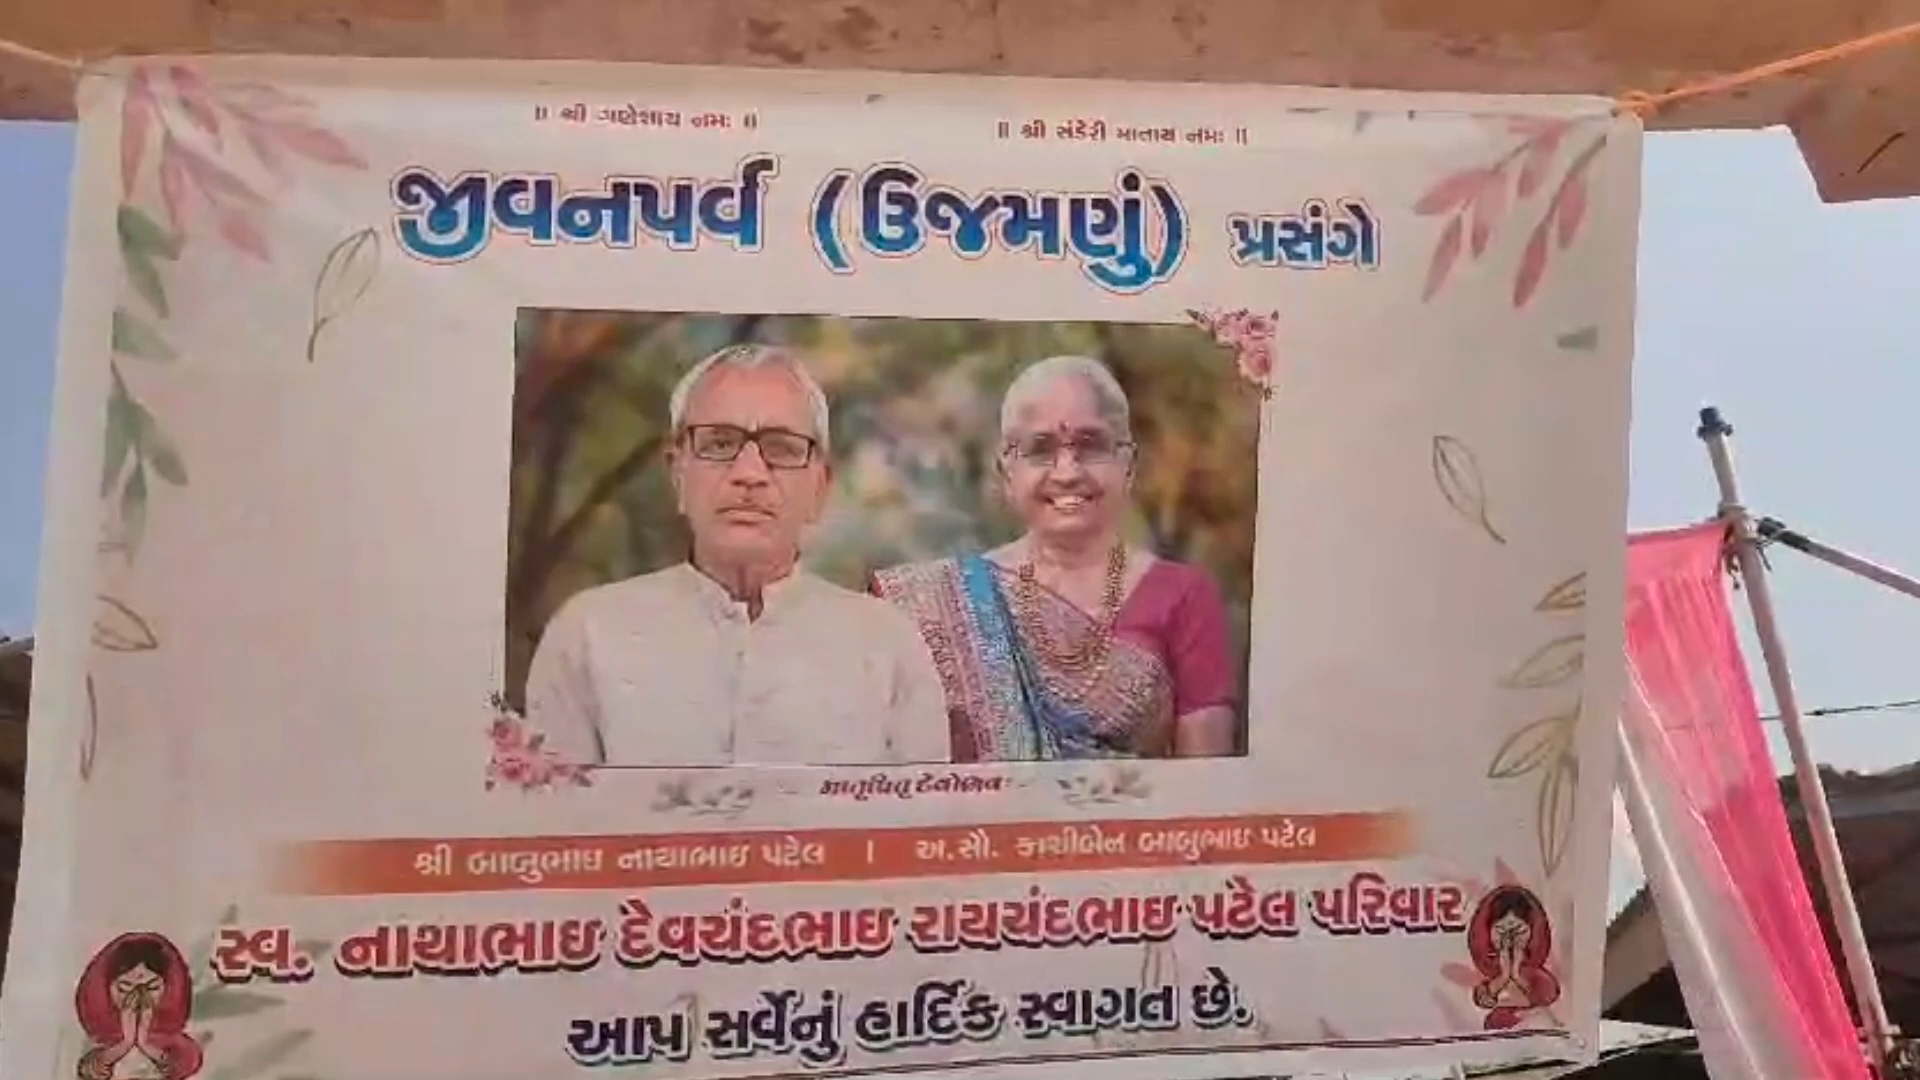 ॥ શ્રી ગણેશાય નમઃ ॥ ॥ શ્રી સંડેરી માતાય નમઃ ॥
જીવનપર્વ (ઉજમણું) પ્રસંગે
માતૃપિતૃ દેવોભવઃ
શ્રી બાબુભાઇ નાથાભાઇ પટેલ । અ.સૌ. કાશીબેન બાબુભાઇ પટેલ
સ્વ. નાથાભાઇ દેવચંદભાઇ રાયચંદભાઇ પટેલ પરિવાર
આપ સર્વેનું હાર્દિક સ્વાગત છે.